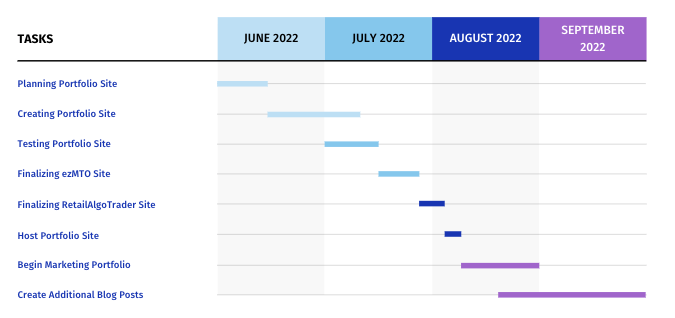 TASKS
JUNE 2022
JULY 2022
AUGUST 2022
SEPTEMBER
2022
Planning Portfolio Site
Creating Portfolio Site
Testing Portfolio Site
Finalizing ezMTO Site
Finalizing RetailAlgoTrader Site
Host Portfolio Site
Begin Marketing Portfolio
Create Additional Blog Posts